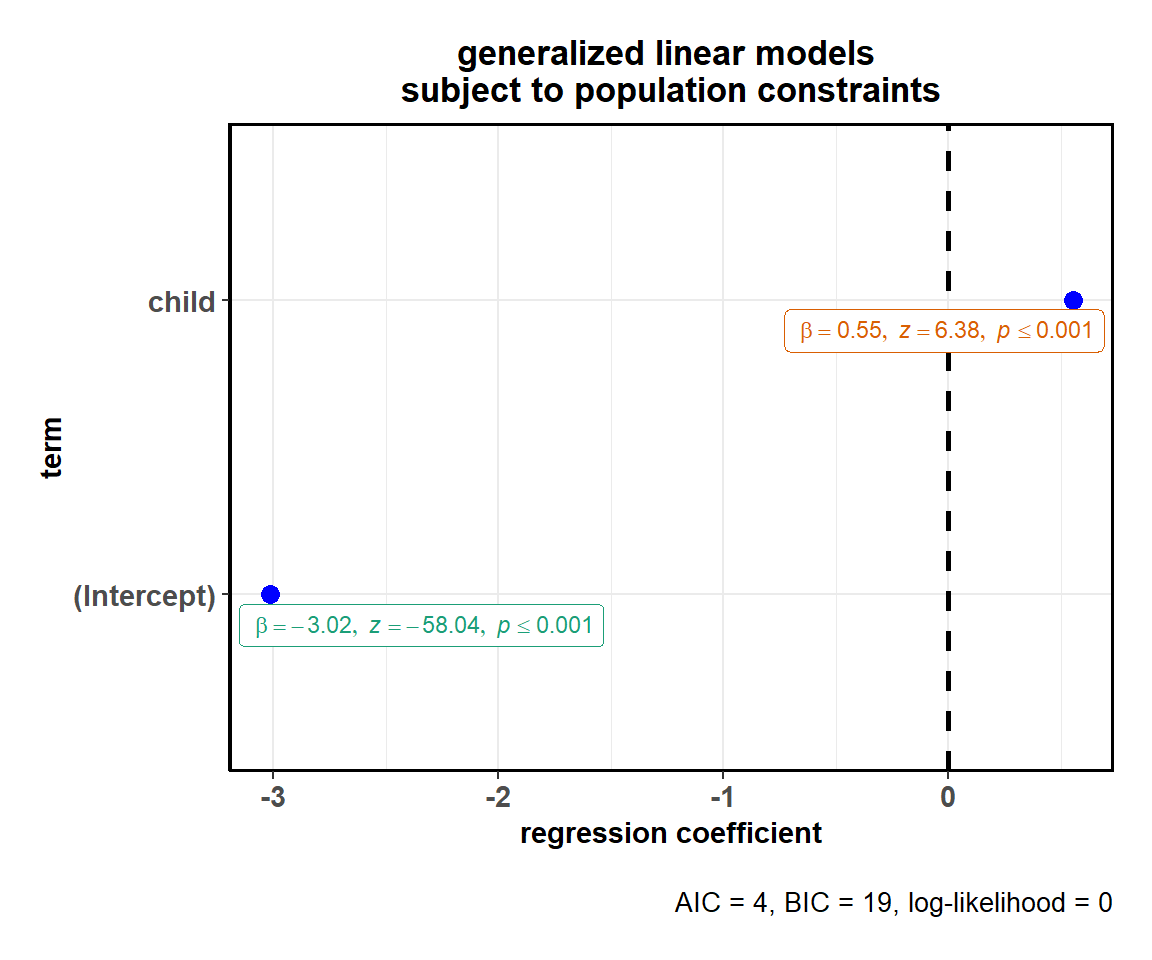 generalized linear models
subject to population constraints
term
child
β = 0.55, z = 6.38, p ≤ 0.001
(Intercept)
β = −3.02, z = −58.04, p ≤ 0.001
-3 -2 -1 0
regression coefficient
AIC = 4, BIC = 19, log-likelihood = 0